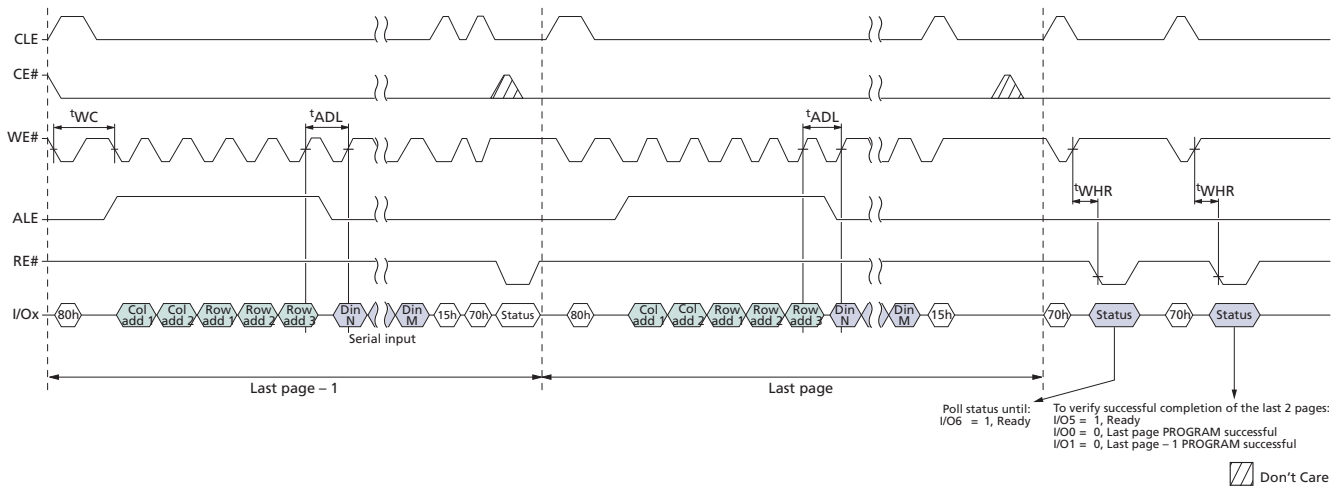 CLE
CE#
tWC
tADL
tADL
WE#
tWHR
tWHR
ALE
RE#
I/Ox
80h
Col add 1
Col add 2
Row add 1
Row add 2
Row add 3
Din N
Din M
15h
70h
Status
80h
Col add 1
Col add 2
Row add 1
Row add 2
Row add 3
Din N
Din M
15h
70h
Status
70h
Status
Serial input
Last page – 1
Last page
Poll status until:
I/O6 = 1, Ready
To verify successful completion of the last 2 pages:
I/O5 = 1, Ready
I/O0 = 0, Last page PROGRAM successful
I/O1 = 0, Last page – 1 PROGRAM successful
Don't Care